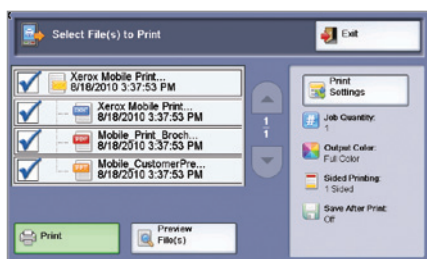 Select File(s) to Print
Exit
Xerox Mobile Print...
8/18/2010 3:37:53 PM
Xerox Mobile Print...
8/18/2010 3:37:53 PM
Mobile_Print_Broch...
8/18/2010 3:37:53 PM
Mobile_CustomerPre...
8/18/2010 3:37:53 PM
1
1
Print
Settings
Job Quantity:
1
Output Color:
Full Color
Sided Printing:
1 Sided
Save After Print:
Off
Print
Preview
File(s)